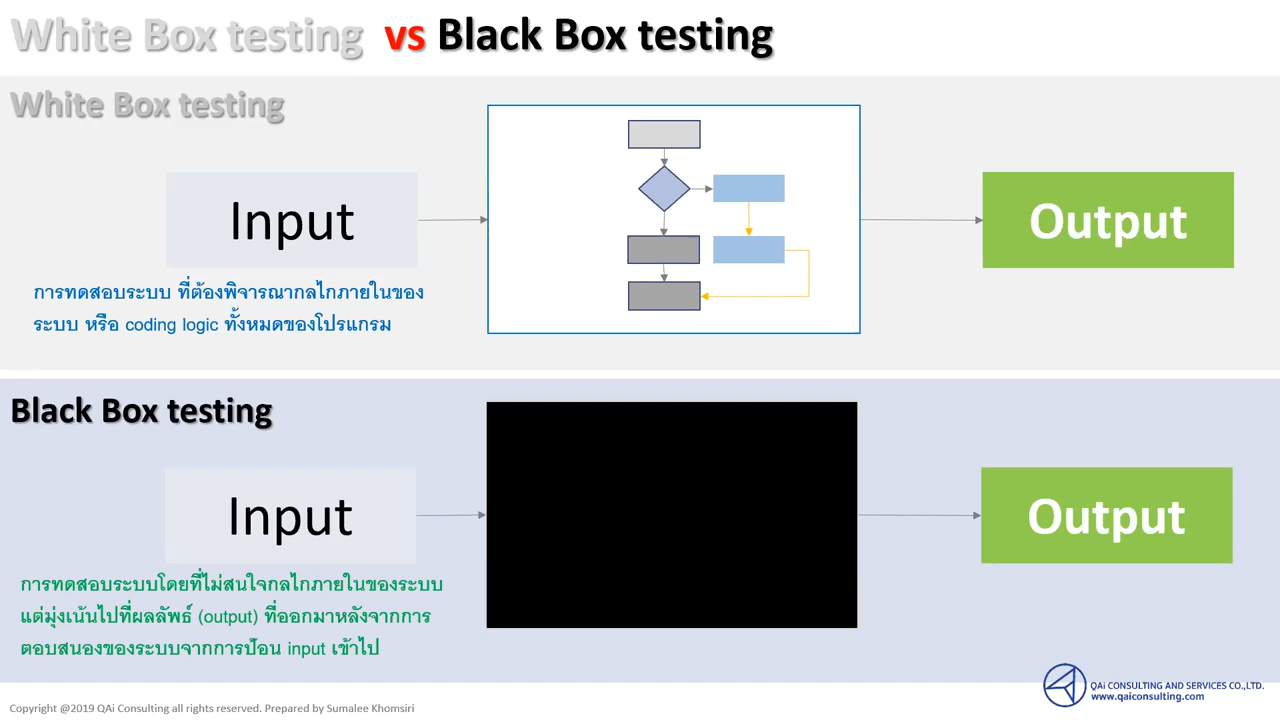 White Box testing vs Black Box testing
White Box testing
Input
Output
การทดสอบระบบ ที่ต้องพิจารณากลไกภายในของ
ระบบ หรือ coding logic ทั้งหมดของโปรแกรม
Black Box testing
Input
Output
การทดสอบระบบโดยที่ไม่สนใจกลไกภายในของระบบ
แต่มุ่งเน้นไปที่ผลลัพธ์ (output) ที่ออกมาหลังจากการ
ตอบสนองของระบบจากการป้อน input เข้าไป
QAi CONSULTING AND SERVICES CO.,LTD.
www.qaiconsulting.com
Copyright @2019 QAi Consulting all rights reserved. Prepared by Sumalee Khomsiri